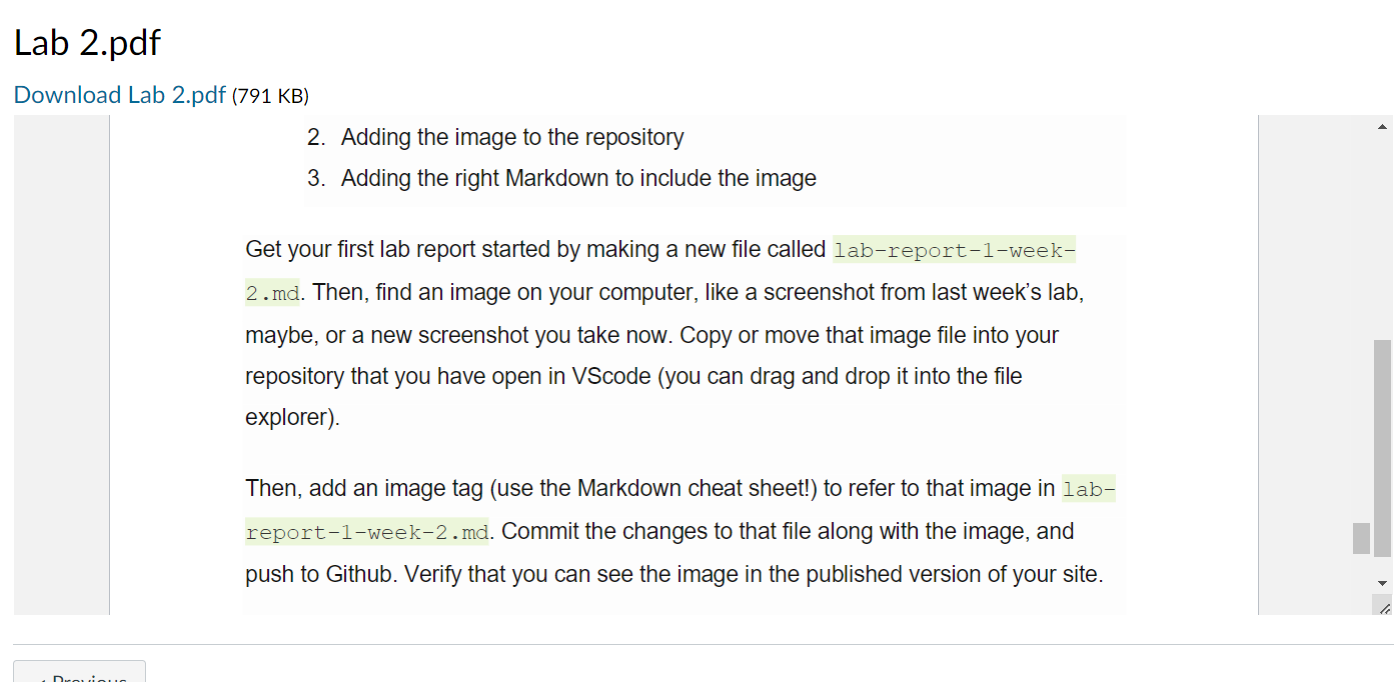 Lab 2.pdf
Download Lab 2.pdf (791 KB)
2. Adding the image to the repository
3. Adding the right Markdown to include the image
Get your first lab report started by making a new file called lab-report-1-week-
2.md. Then, find an image on your computer, like a screenshot from last week’s lab,
maybe, or a new screenshot you take now. Copy or move that image file into your
repository that you have open in VScode (you can drag and drop it into the file
explorer).
Then, add an image tag (use the Markdown cheat sheet!) to refer to that image in lab-
report-1-week-2.md. Commit the changes to that file along with the image, and
push to Github. Verify that you can see the image in the published version of your site.
Previous